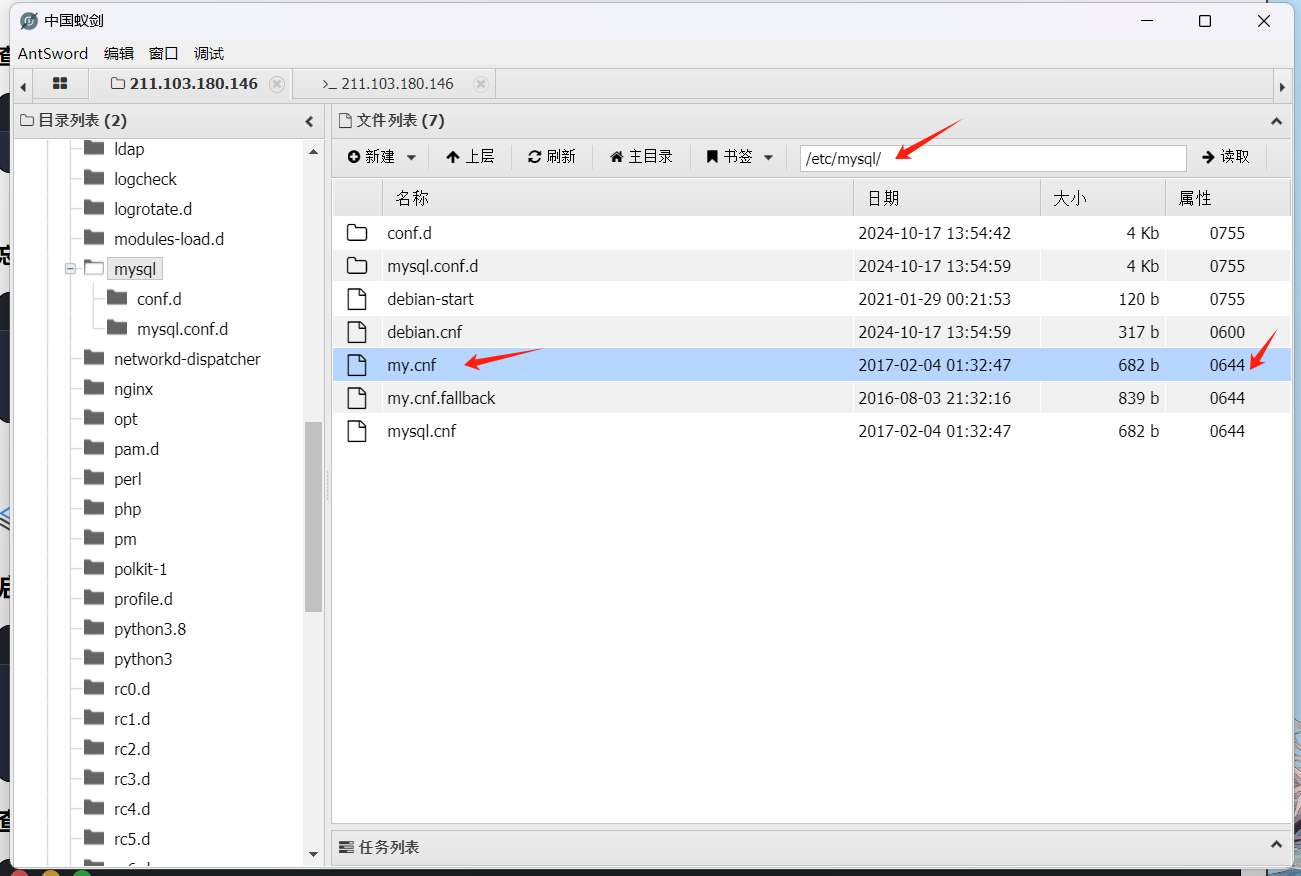 中国蚁剑
AntSword 编辑 窗口 调试
211.103.180.146 >_ 211.103.180.146
目录列表 (2)
ldap
logcheck
logrotate.d
modules-load.d
mysql
conf.d
mysql.conf.d
networkd-dispatcher
nginx
opt
pam.d
perl
php
pm
polkit-1
profile.d
python3.8
python3
rc0.d
rc1.d
rc2.d
rc3.d
rc4.d
rc5.d
文件列表 (7)
新建 上层 刷新 主目录 书签 /etc/mysql/ 读取
名称 日期 大小 属性
conf.d 2024-10-17 13:54:42 4 Kb 0755
mysql.conf.d 2024-10-17 13:54:59 4 Kb 0755
debian-start 2021-01-29 00:21:53 120 b 0755
debian.cnf 2024-10-17 13:54:59 317 b 0600
my.cnf 2017-02-04 01:32:47 682 b 0644
my.cnf.fallback 2016-08-03 21:32:16 839 b 0644
mysql.cnf 2017-02-04 01:32:47 682 b 0644
任务列表